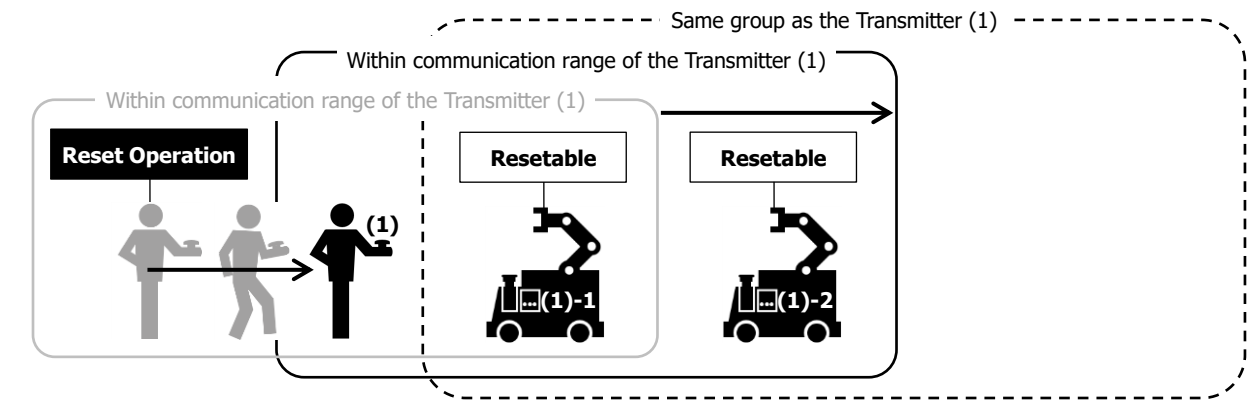 Same group as the Transmitter (1)
Within communication range of the Transmitter (1)
Within communication range of the Transmitter (1)
Reset Operation
Resetable
Resetable
(1)
...(1)-1
...(1)-2